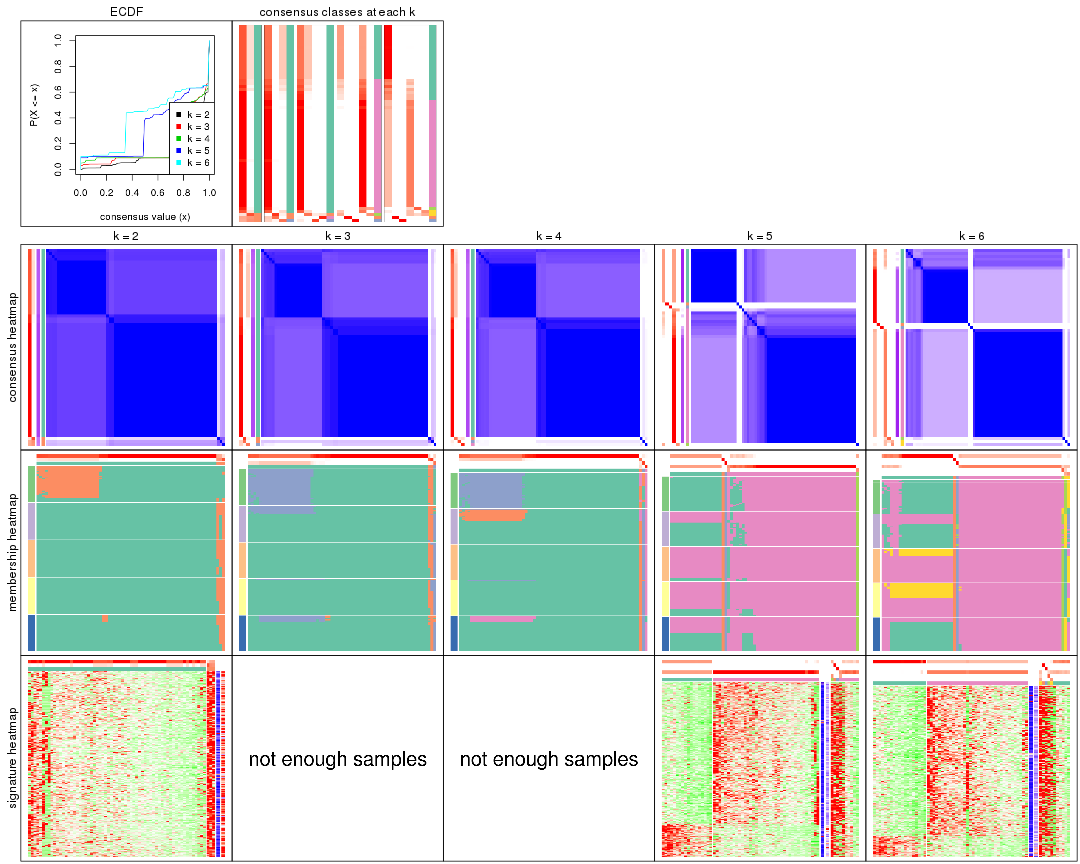 ECDF
consensus classes at each k
P(X <= x)
0.0 0.2 0.4 0.6 0.8 1.0
k = 2
k = 3
k = 4
k = 5
k = 6
0.0 0.2 0.4 0.6 0.8 1.0
consensus value (x)
k = 2
k = 3
k = 4
k = 5
k = 6
consensus heatmap
membership heatmap
signature heatmap
not enough samples
not enough samples